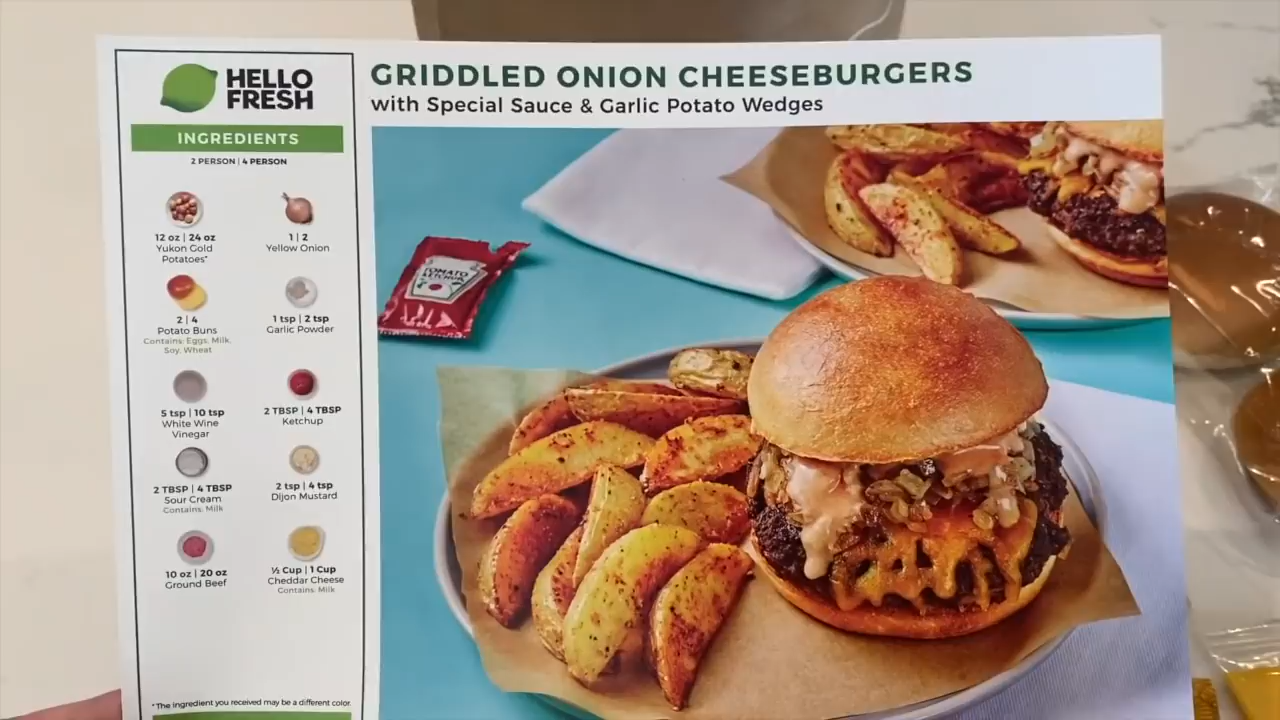 HELLO
FRESH
GRIDDLED ONION CHEESEBURGERS
with Special Sauce & Garlic Potato Wedges
INGREDIENTS
2 PERSON | 4 PERSON
12 oz | 24 oz
Yukon Gold
Potatoes*
1 | 2
Yellow Onion
2 | 4
Potato Buns
Contains: Eggs, Milk,
Soy, Wheat
1 tsp | 2 tsp
Garlic Powder
5 tsp | 10 tsp
White Wine
Vinegar
2 TBSP | 4 TBSP
Ketchup
2 TBSP | 4 TBSP
Sour Cream
Contains: Milk
2 tsp | 4 tsp
Dijon Mustard
10 oz | 20 oz
Ground Beef
½ Cup | 1 Cup
Cheddar Cheese
Contains: Milk
* The ingredient you received may be a different color.
TOMATO
KETCHUP